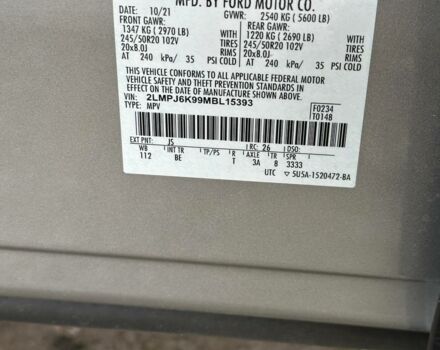 MFD. BY FORD MOTOR CO.
DATE: 10/21 GVWR: 2540 KG (5600 LB)
FRONT GAWR: REAR GAWR:
1347 KG (2970 LB) WITH 1220 KG (2690 LB) WITH
245/50R20 102V TIRES 245/50R20 102V TIRES
20x8.0J RIMS 20x8.0J RIMS
AT 240 kPa/ 35 PSI COLD AT 240 kPa/ 35 PSI COLD
THIS VEHICLE CONFORMS TO ALL APPLICABLE FEDERAL MOTOR
VEHICLE SAFETY AND THEFT PREVENTION STANDARDS IN
EFFECT ON THE DATE OF MANUFACTURE SHOWN ABOVE.
VIN: 2LMPJ6K99MBL15393 F0234
TYPE: MPV T0148
EXT PNT: JS RC: 26 DSO:
WB INT TR TP/PS R AXLE TR SPR
112 BE T 3A 8 3333
UTC ▽5U5A-1520472-BA